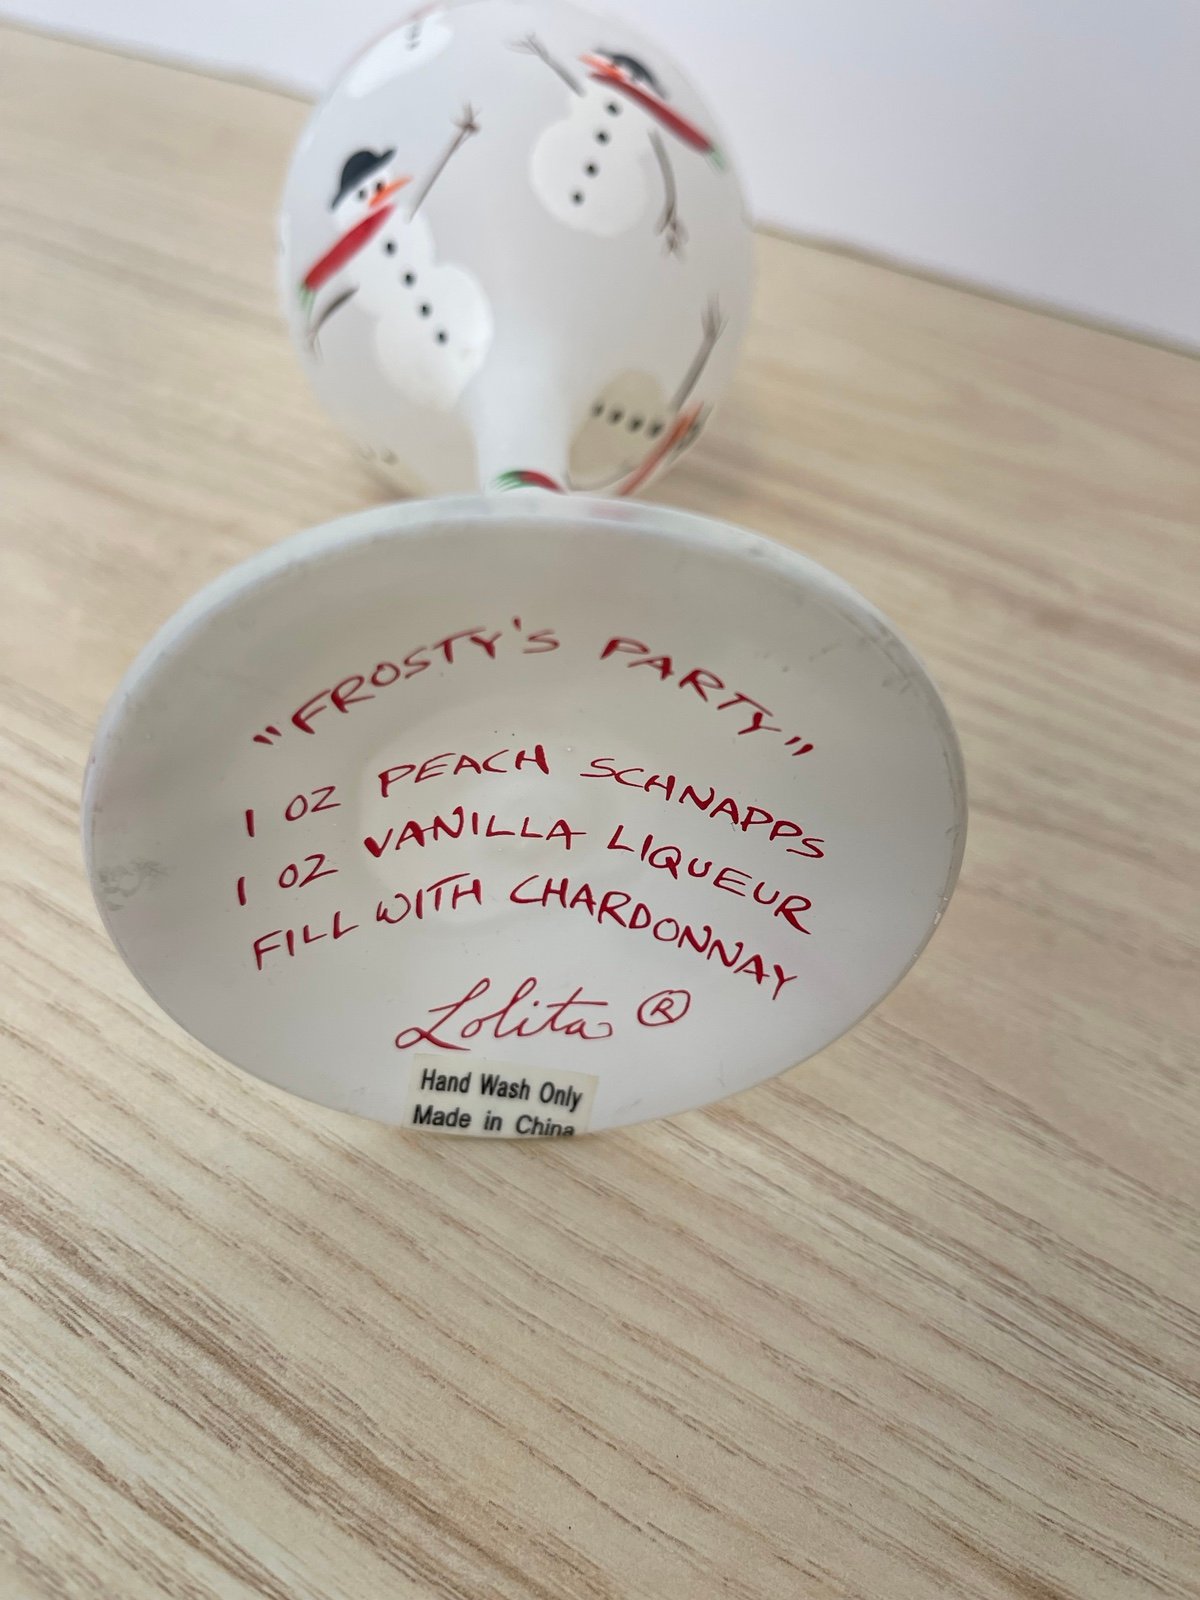 "FROSTY'S PARTY"
1 OZ PEACH SCHNAPPS
1 OZ VANILLA LIQUEUR
FILL WITH CHARDONNAY
Lolita ®
Hand Wash Only
Made in China